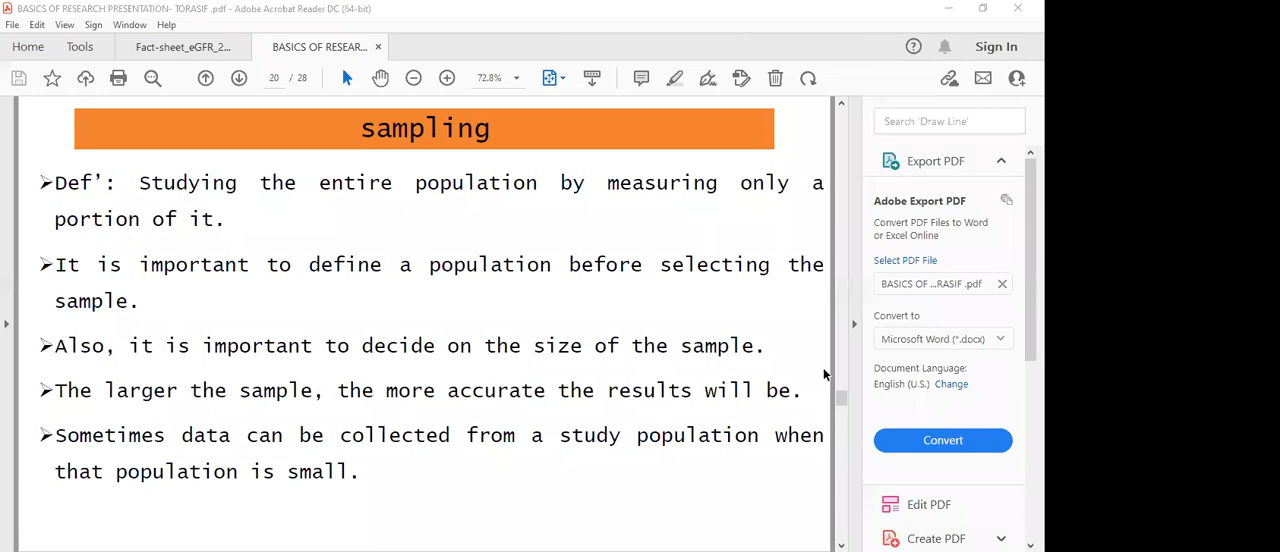 BASICS OF RESEARCH PRESENTATION- TORASIF .pdf - Adobe Acrobat Reader DC (64-bit)
File Edit View Sign Window Help
Home Tools Fact-sheet_eGFR_2... BASICS OF RESEAR... × Sign In
20 / 28 72.8%
Search 'Draw Line'
sampling
Export PDF
➢Def’: Studying the entire population by measuring only a
portion of it.
➢It is important to define a population before selecting the
sample.
➢Also, it is important to decide on the size of the sample.
➢The larger the sample, the more accurate the results will be.
➢Sometimes data can be collected from a study population when
that population is small.
Adobe Export PDF
Convert PDF Files to Word
or Excel Online
Select PDF File
BASICS OF ...RASIF .pdf ×
Convert to
Microsoft Word (*.docx)
Document Language:
English (U.S.) Change
Convert
Edit PDF
Create PDF